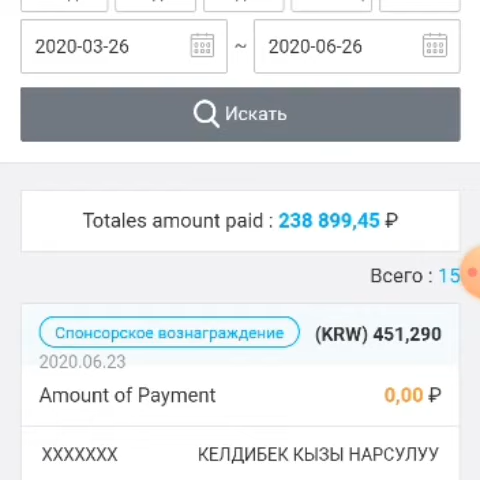 2020-03-26 ~ 2020-06-26
Искать
Totales amount paid : 238 899,45 ₽
Всего : 15
Спонсорское вознаграждение (KRW) 451,290
2020.06.23
Amount of Payment 0,00 ₽
XXXXXXX КЕЛДИБЕК КЫЗЫ НАРСУЛУУ